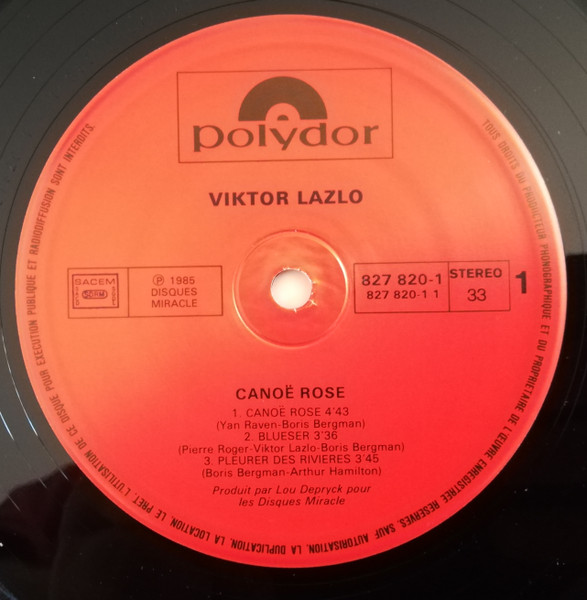 polydor
VIKTOR LAZLO
SACEM
℗ 1985
DISQUES
MIRACLE
827 820-1
827 820-1 1
STEREO
33
1
CANOË ROSE
1. CANOË ROSE 4'43
(Yan Raven-Boris Bergman)
2. BLUESER 3'36
(Pierre Roger-Viktor Lazlo-Boris Bergman)
3. PLEURER DES RIVIERES 3'45
(Boris Bergman-Arthur Hamilton)
Produit par Lou Depryck pour
les Disques Miracle
TOUS DROITS DU PRODUCTEUR PHONOGRAPHIQUE ET DU PROPRIETAIRE DE L'ŒUVRE ENREGISTREE RESERVES. SAUF AUTORISATION, LA DUPLICATION, LA LOCATION, LE PRET, L'UTILISATION DE CE DISQUE POUR EXECUTION PUBLIQUE ET RADIODIFFUSION SONT INTERDITS.